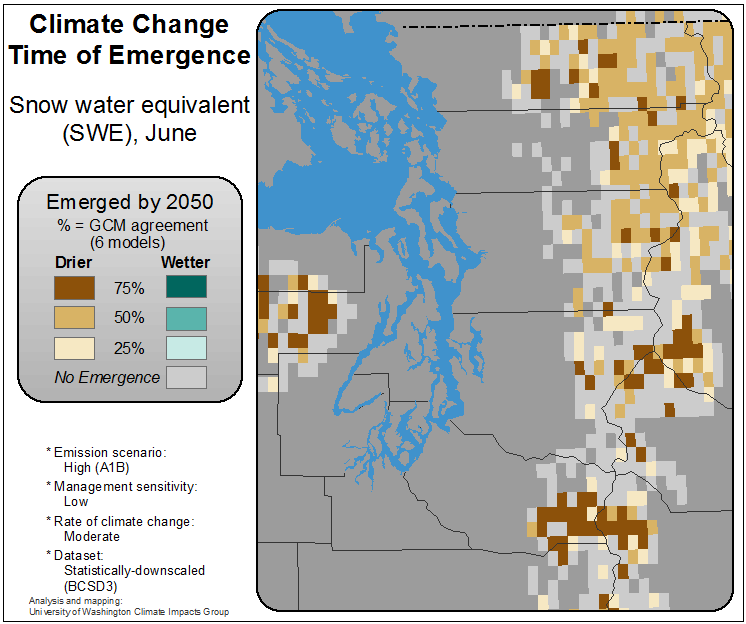 Climate Change
Time of Emergence
Snow water equivalent
(SWE), June
Emerged by 2050
% = GCM agreement
(6 models)
Drier Wetter
75%
50%
25%
No Emergence
* Emission scenario:
High (A1B)
* Management sensitivity:
Low
* Rate of climate change:
Moderate
* Dataset:
Statistically-downscaled
(BCSD3)
Analysis and mapping:
University of Washington Climate Impacts Group